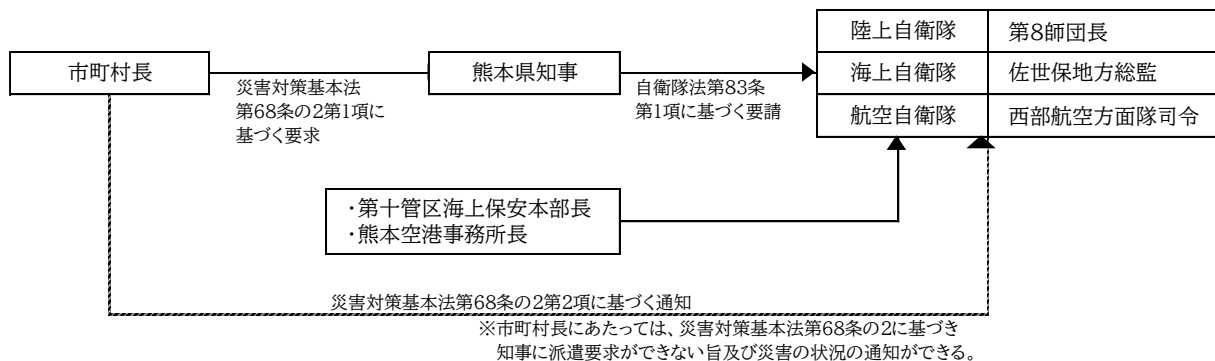 陸上自衛隊 第8師団長
市町村長 熊本県知事 海上自衛隊 佐世保地方総監
災害対策基本法
第68条の2第1項に
基づく要求
自衛隊法第83条
第1項に基づく要請
航空自衛隊 西部航空方面隊司令
・第十管区海上保安本部長
・熊本空港事務所長
災害対策基本法第68条の2第2項に基づく通知
※市町村長にあたっては、災害対策基本法第68条の2に基づき
知事に派遣要求ができない旨及び災害の状況の通知ができる。